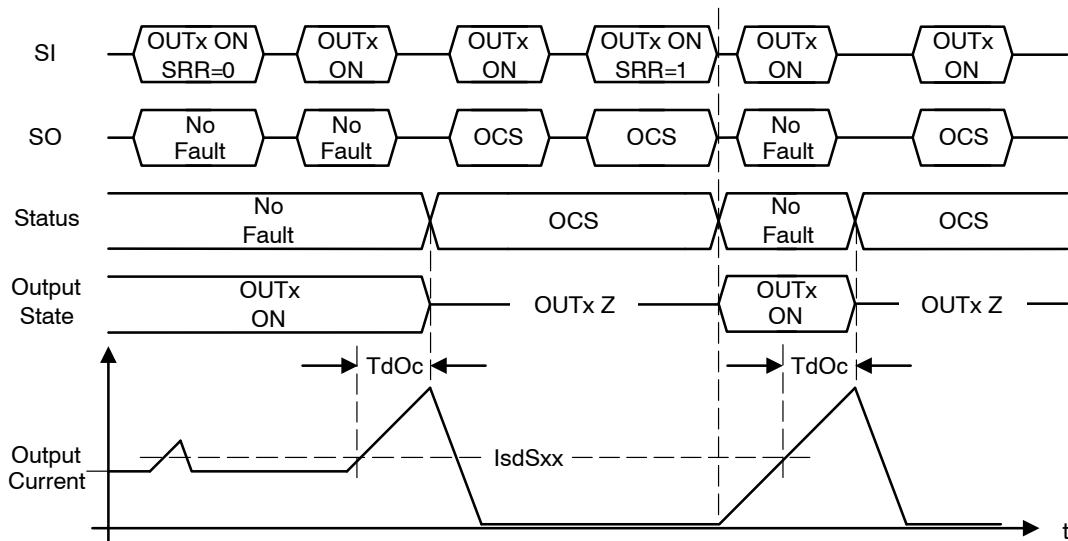 SI
OUTx ON
SRR=0
OUTx
ON
OUTx
ON
OUTx ON
SRR=1
OUTx
ON
OUTx
ON
SO
No
Fault
No
Fault
OCS
OCS
No
Fault
OCS
Status
No
Fault
OCS
No
Fault
OCS
Output
State
OUTx
ON
OUTx Z
OUTx
ON
OUTx Z
TdOc
TdOc
Output
Current
IsdSxx
t